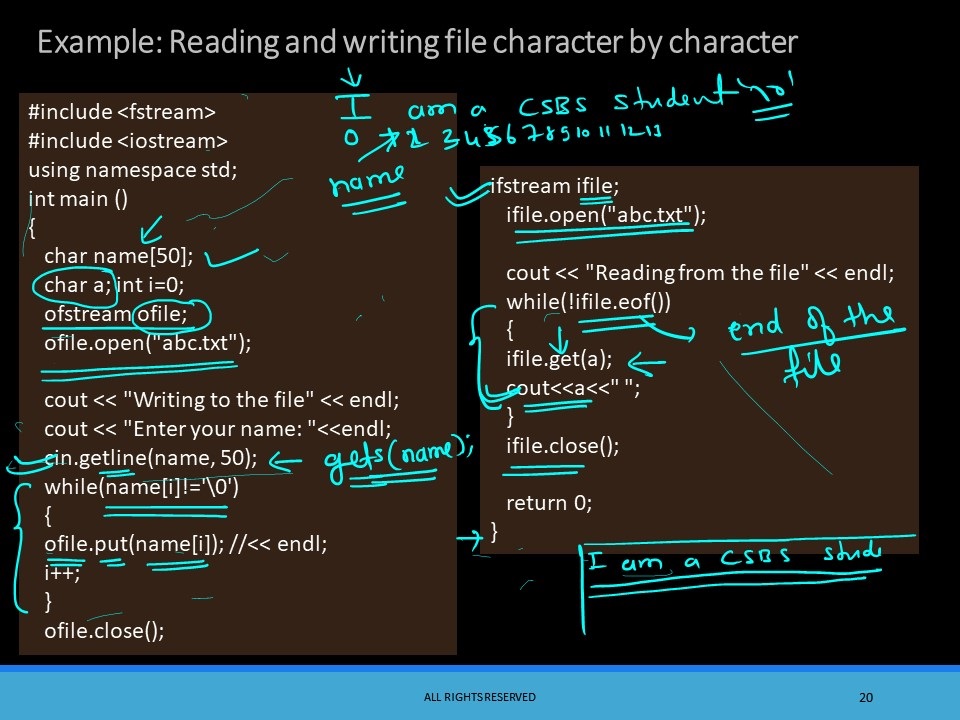 Example: Reading and writing file character by character
I am a CSBS student '\0'
0 1 2 3 4 5 6 7 8 9 10 11 12 13
name
#include <fstream>
#include <iostream>
using namespace std;
int main ()
{
char name[50];
char a; int i=0;
ofstream ofile;
ofile.open("abc.txt");
cout << "Writing to the file" << endl;
cout << "Enter your name: "<<endl;
cin.getline(name, 50);
gets(name);
while(name[i]!='\0')
{
ofile.put(name[i]); //<< endl;
i++;
}
ofile.close();
ifstream ifile;
ifile.open("abc.txt");
cout << "Reading from the file" << endl;
while(!ifile.eof())
end of the
file
{
ifile.get(a);
cout<<a<<" ";
}
ifile.close();
return 0;
}
I am a CSBS stude
ALL RIGHTS RESERVED
20